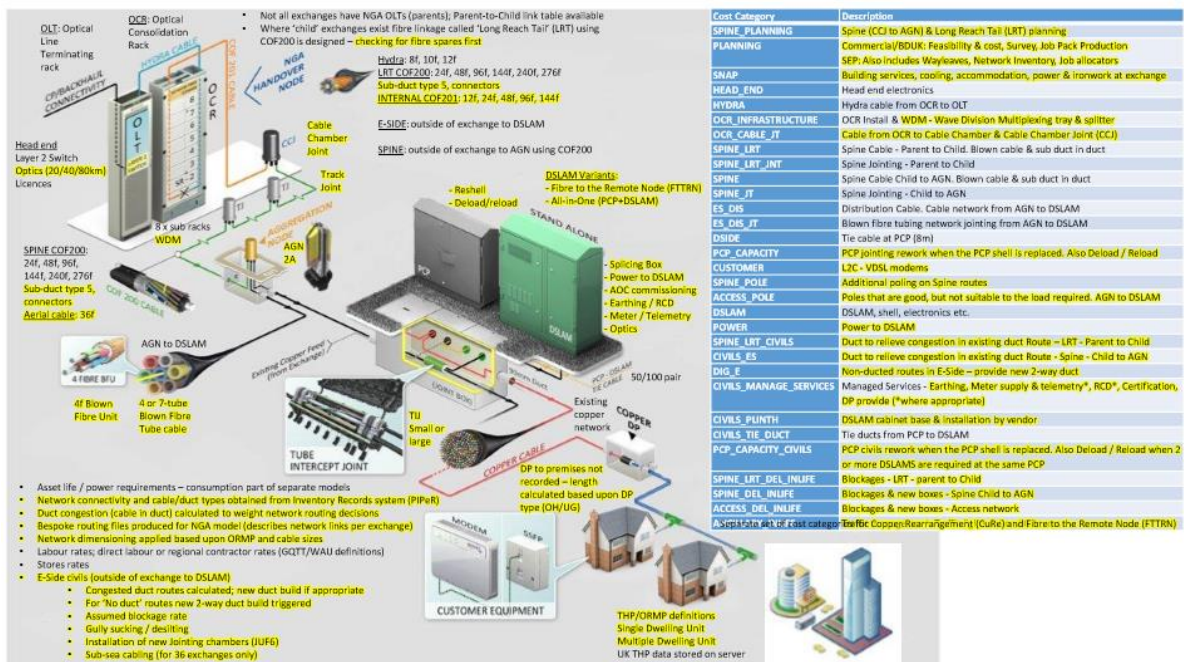 OLT: Optical
Line
Terminating
rack
OCR: Optical
Consolidation
Rack
CP/BACKHAUL
CONNECTIVITY
HYDRA CABLE
COF 201 CABLE
OLT
LAYER 2
SWITCH
OCR
NGA
HANDOVER
NODE
• Not all exchanges have NGA OLTs (parents); Parent-to-Child link table available
• Where 'child' exchanges exist fibre linkage called 'Long Reach Tail' (LRT) using
COF200 is designed – checking for fibre spares first
Hydra: 8f, 10f, 12f
LRT COF200: 24f, 48f, 96f, 144f, 240f, 276f
Sub-duct type 5, connectors
INTERNAL COF201: 12f, 24f, 48f, 96f, 144f
E-SIDE: outside of exchange to DSLAM
SPINE: outside of exchange to AGN using COF200
Cable
Chamber
Joint
CCJ
Track
Joint
TJ
TJ
Head end
Layer 2 Switch
Optics (20/40/80km)
Licences
8 x sub racks
WDM
AGGREGATION
NODE
AGN
2A
SPINE COF200:
24f, 48f, 96f,
144f, 240f, 276f
Sub-duct type 5,
connectors
Aerial cable: 36f
COF 200 CABLE
- Reshell
- Deload/reload
DSLAM Variants:
- Fibre to the Remote Node (FTTRN)
- All-in-One (PCP+DSLAM)
STAND ALONE
PCP
DSLAM
- Splicing Box
- Power to DSLAM
- AOC commissioning
- Earthing / RCD
- Meter / Telemetry
- Optics
AGN to DSLAM
4 FIBRE BFU
4f Blown
Fibre Unit
4 or 7-tube
Blown Fibre
Tube cable
Existing Copper Feed
(from Exchange)
JOINT BOX
90mm Duct
PCP - DSLAM
TIE CABLE
50/100 pair
TUBE
INTERCEPT JOINT
TIJ
Small or
large
Existing
copper
network
COPPER
DP
COPPER CABLE
DP to premises not
recorded – length
calculated based upon DP
type (OH/UG)
MODEM
SSFP
CUSTOMER EQUIPMENT
THP/ORMP definitions
Single Dwelling Unit
Multiple Dwelling Unit
UK THP data stored on server
• Asset life / power requirements – consumption part of separate models
• Network connectivity and cable/duct types obtained from Inventory Records system (PIPeR)
• Duct congestion (cable in duct) calculated to weight network routing decisions
• Bespoke routing files produced for NGA model (describes network links per exchange)
• Network dimensioning applied based upon ORMP and cable sizes
• Labour rates; direct labour or regional contractor rates (GQTT/WAU definitions)
• Stores rates
• E-Side civils (outside of exchange to DSLAM)
• Congested duct routes calculated; new duct build if appropriate
• For 'No duct' routes new 2-way duct build triggered
• Assumed blockage rate
• Gully sucking / desilting
• Installation of new Jointing chambers (JUF6)
• Sub-sea cabling (for 36 exchanges only)
Cost Category Description
SPINE_PLANNING Spine (CCJ to AGN) & Long Reach Tail (LRT) planning
PLANNING Commercial/BDUK: Feasibility & cost, Survey, Job Pack Production
SEP: Also includes Wayleaves, Network Inventory, Job allocators
SNAP Building services, cooling, accommodation, power & ironwork at exchange
HEAD_END Head end electronics
HYDRA Hydra cable from OCR to OLT
OCR_INFRASTRUCTURE OCR Install & WDM - Wave Division Multiplexing tray & splitter
OCR_CABLE_JT Cable from OCR to Cable Chamber & Cable Chamber Joint (CCJ)
SPINE_LRT Spine Cable - Parent to Child. Blown cable & sub duct in duct
SPINE_LRT_JNT Spine Jointing - Parent to Child
SPINE Spine Cable Child to AGN. Blown cable & sub duct in duct
SPINE_JT Spine Jointing - Child to AGN
ES_DIS Distribution Cable. Cable network from AGN to DSLAM
ES_DIS_JT Blown fibre tubing network jointing from AGN to DSLAM
DSIDE Tie cable at PCP (8m)
PCP_CAPACITY PCP jointing rework when the PCP shell is replaced. Also Deload / Reload
CUSTOMER L2C - VDSL modems
SPINE_POLE Additional poling on Spine routes
ACCESS_POLE Poles that are good, but not suitable to the load required. AGN to DSLAM
DSLAM DSLAM, shell, electronics etc.
POWER Power to DSLAM
SPINE_LRT_CIVILS Duct to relieve congestion in existing duct Route – LRT - Parent to Child
CIVILS_ES Duct to relieve congestion in existing duct Route - Spine - Child to AGN
DIG_E Non-ducted routes in E-Side – provide new 2-way duct
CIVILS_MANAGE_SERVICES Managed Services - Earthing, Meter supply & telemetry*, RCD*, Certification,
DP provide (*where appropriate)
CIVILS_PLINTH DSLAM cabinet base & installation by vendor
CIVILS_TIE_DUCT Tie ducts from PCP to DSLAM
PCP_CAPACITY_CIVILS PCP civils rework when the PCP shell is replaced. Also Deload / Reload when 2
or more DSLAMS are required at the same PCP
SPINE_LRT_DEL_INLIFE Blockages - LRT - parent to Child
SPINE_DEL_INLIFE Blockages & new boxes - Spine Child to AGN
ACCESS_DEL_INLIFE Blockages & new boxes - Access network
Separate set of cost categories for Copper Rearrangement (CuRe) and Fibre to the Remote Node (FTTRN)